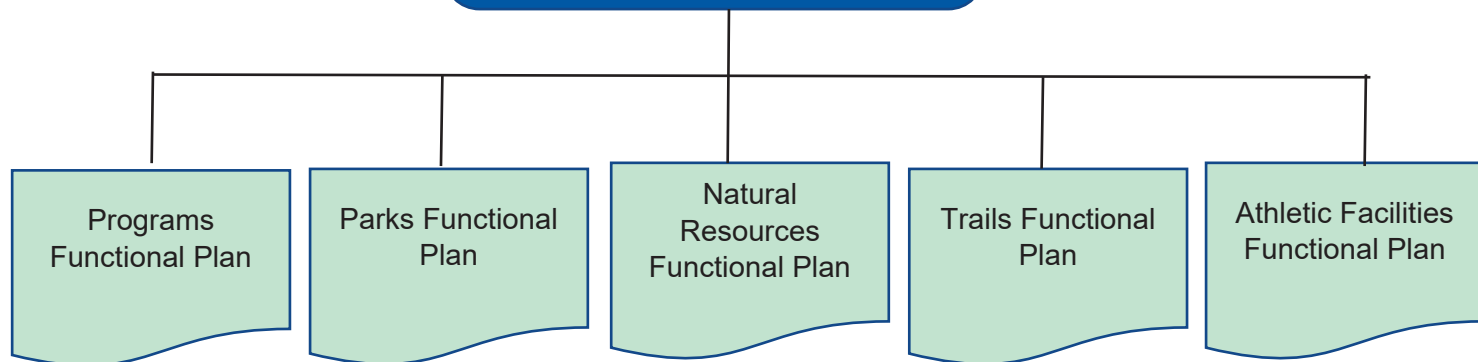 Programs
Functional Plan
Parks Functional
Plan
Natural
Resources
Functional Plan
Trails Functional
Plan
Athletic Facilities
Functional Plan